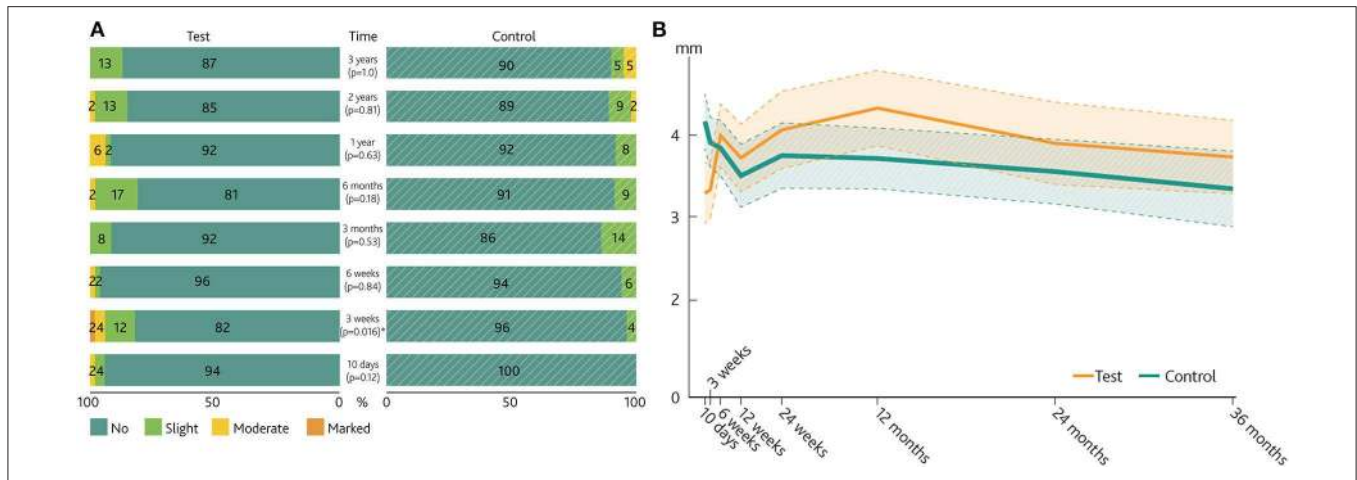 A
Test Time Control
13 87 3 years (p=1.0) 90 5 5
2 13 85 2 years (p=0.81) 89 9 2
6 2 92 1 year (p=0.63) 92 8
2 17 81 6 months (p=0.18) 91 9
8 92 3 months (p=0.53) 86 14
2 2 96 6 weeks (p=0.84) 94 6
2 4 12 82 3 weeks (p=0.016)* 96 4
2 4 94 10 days (p=0.12) 100
100 50 0 % 0 50 100
No Slight Moderate Marked
B
mm
4
3
2
0
Test Control
10 days
3 weeks
6 weeks
12 weeks
24 weeks
12 months
24 months
36 months